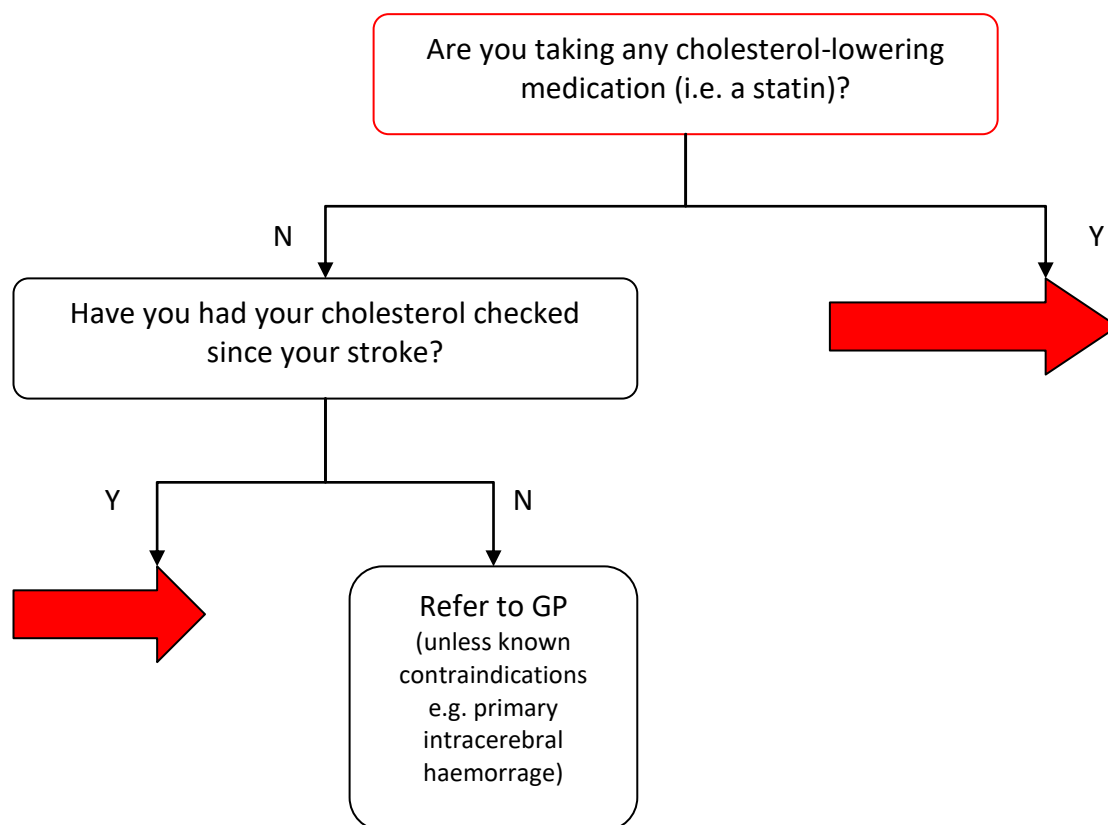 Are you taking any cholesterol-lowering
medication (i.e. a statin)?
N
Y
Have you had your cholesterol checked
since your stroke?
Y
N
Refer to GP
(unless known
contraindications
e.g. primary
intracerebral
haemorrage)